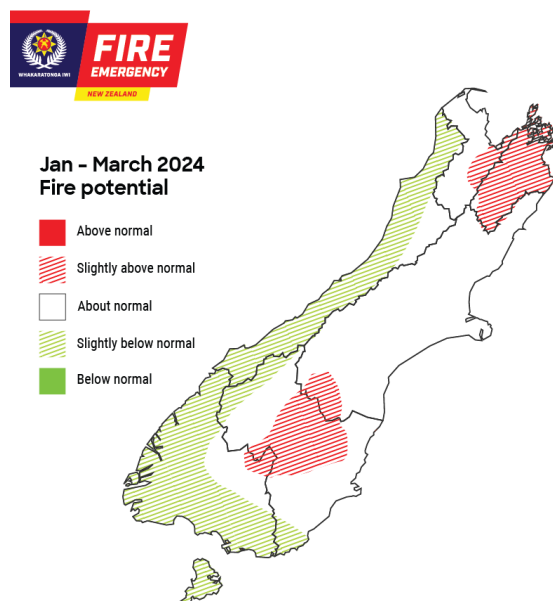 WHAKARATONGA IWI
FIRE
EMERGENCY
NEW ZEALAND
Jan – March 2024
Fire potential
Above normal
Slightly above normal
About normal
Slightly below normal
Below normal